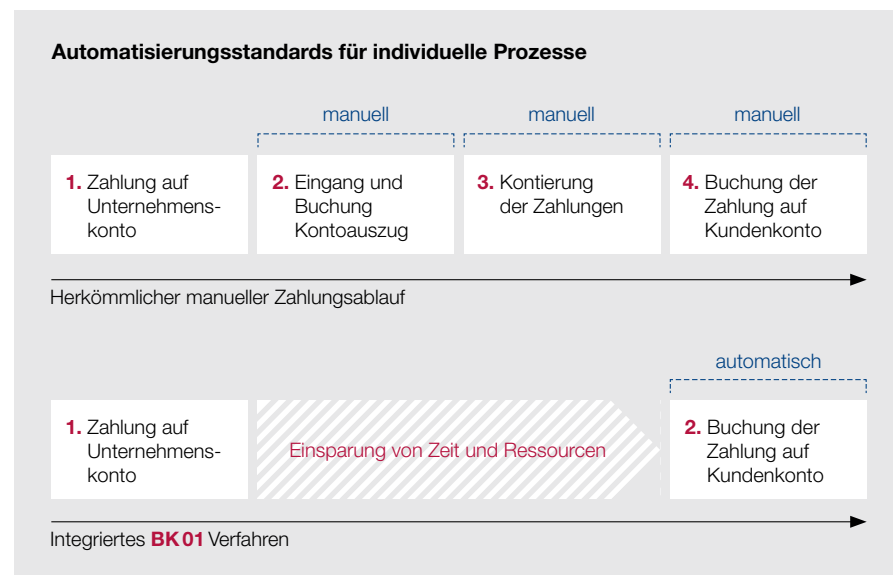 Automatisierungsstandards für individuelle Prozesse
manuell
manuell
manuell
1. Zahlung auf
Unternehmens-
konto
2. Eingang und
Buchung
Kontoauszug
3. Kontierung
der Zahlungen
4. Buchung der
Zahlung auf
Kundenkonto
Herkömmlicher manueller Zahlungsablauf
automatisch
1. Zahlung auf
Unternehmens-
konto
Einsparung von Zeit und Ressourcen
2. Buchung der
Zahlung auf
Kundenkonto
Integriertes BK 01 Verfahren